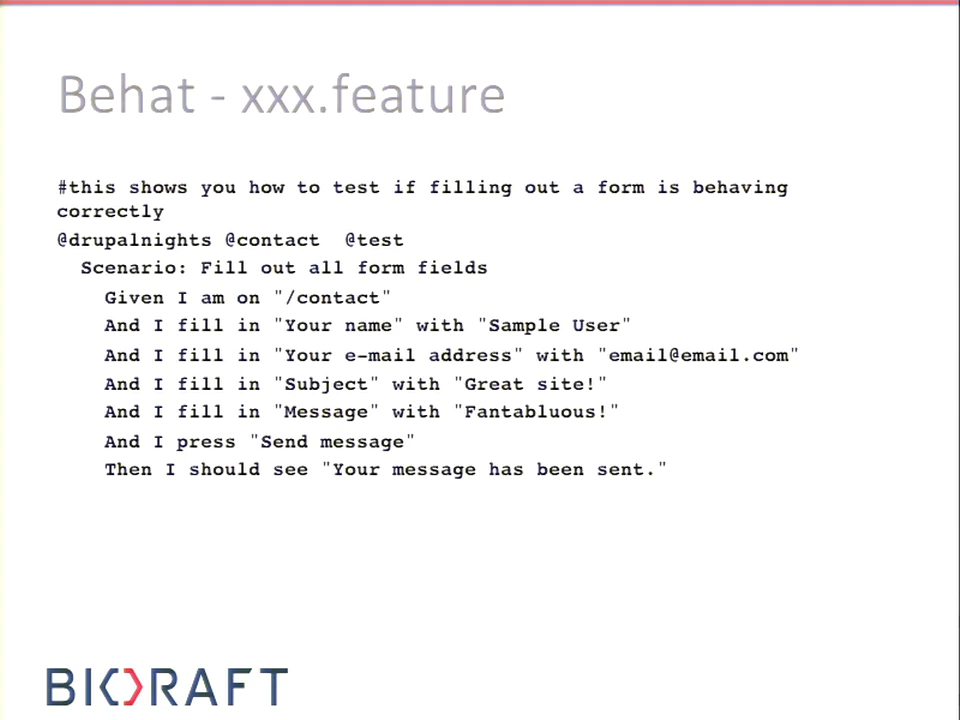 Behat - xxx.feature
#this shows you how to test if filling out a form is behaving
correctly
@drupalnights @contact  @test
Scenario: Fill out all form fields
Given I am on "/contact"
And I fill in "Your name" with "Sample User"
And I fill in "Your e-mail address" with "email@email.com"
And I fill in "Subject" with "Great site!"
And I fill in "Message" with "Fantabluous!"
And I press "Send message"
Then I should see "Your message has been sent."
BIORAFT